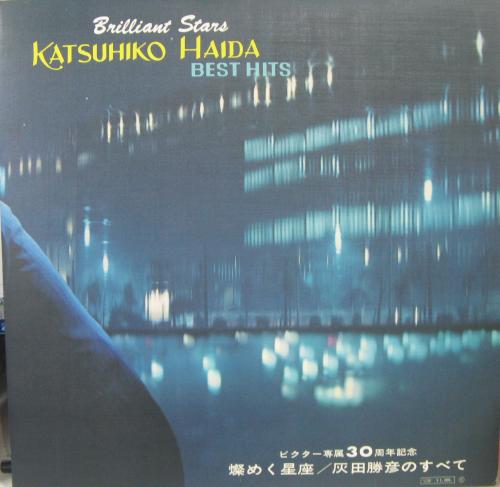 Brilliant Stars
KATSUHIKO HAIDA
BEST HITS
ビクター専属30周年記念
燦めく星座/灰田勝彦のすべて